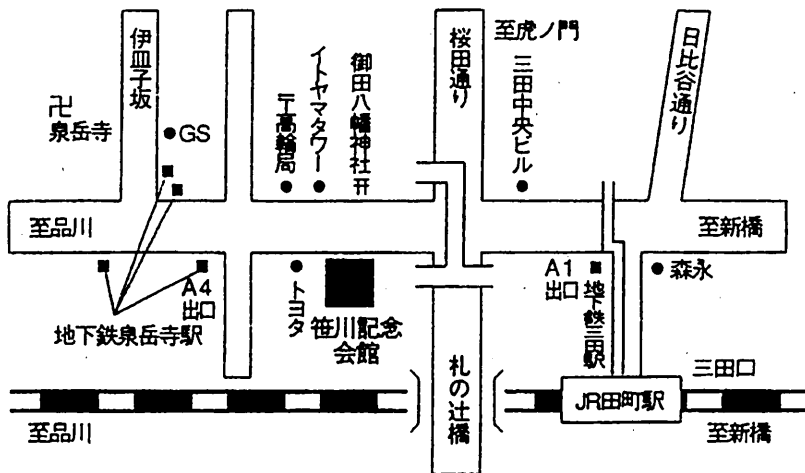 伊皿子坂
卍
泉岳寺
GS
〒高輪局
イトヤマタワー
御田八幡神社
桜田通り
至虎ノ門
三田中央ビル
日比谷通り
至品川
至新橋
A4
出口
地下鉄泉岳寺駅
トヨタ
笹川記念
会館
A1
出口
地下鉄三田駅
森永
札の辻橋
三田口
JR田町駅
至品川
至新橋